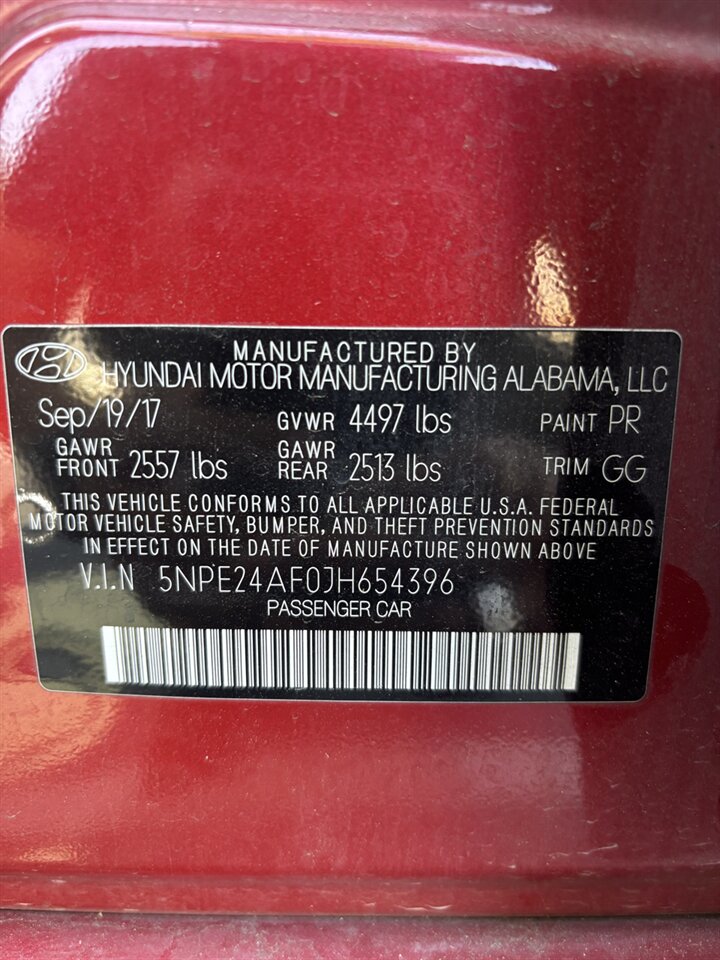 MANUFACTURED BY
HYUNDAI MOTOR MANUFACTURING ALABAMA, LLC
Sep/19/17 GVWR 4497 lbs PAINT PR
GAWR FRONT 2557 lbs GAWR REAR 2513 lbs TRIM GG
THIS VEHICLE CONFORMS TO ALL APPLICABLE U.S.A. FEDERAL
MOTOR VEHICLE SAFETY, BUMPER, AND THEFT PREVENTION STANDARDS
IN EFFECT ON THE DATE OF MANUFACTURE SHOWN ABOVE
V.I.N 5NPE24AF0JH654396
PASSENGER CAR